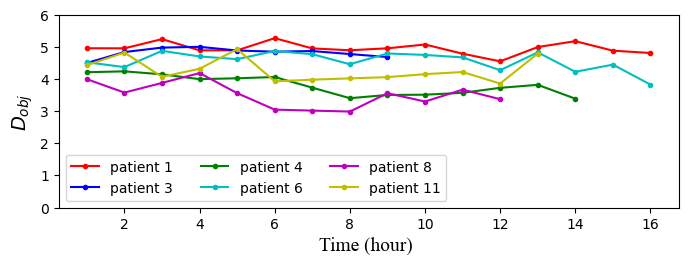 6
5
4
3
2
1
0
D_obj
patient 1
patient 4
patient 8
patient 3
patient 6
patient 11
2 4 6 8 10 12 14 16
Time (hour)